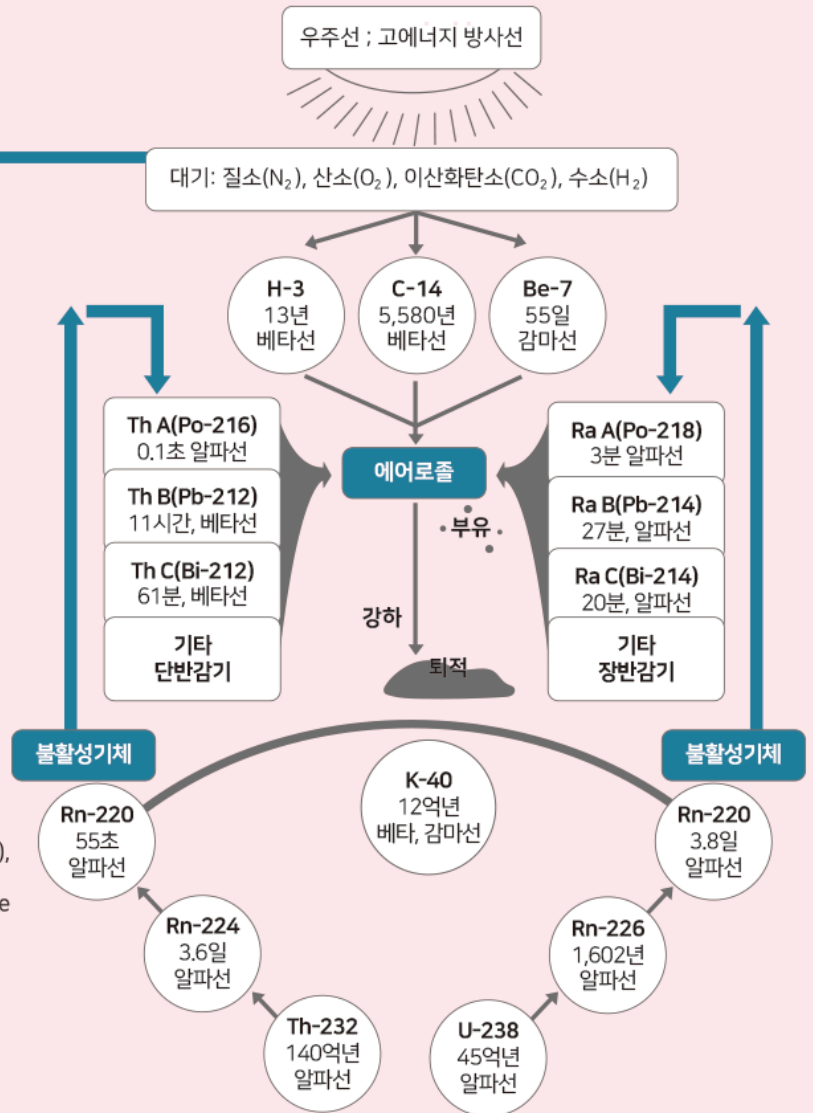 우주선 ; 고에너지 방사선
대기: 질소(N₂), 산소(O₂), 이산화탄소(CO₂), 수소(H₂)
H-3
13년
베타선
C-14
5,580년
베타선
Be-7
55일
감마선
Th A(Po-216)
0.1초 알파선
Th B(Pb-212)
11시간, 베타선
Th C(Bi-212)
61분, 베타선
기타
단반감기
에어로졸
부유
강하
퇴적
Ra A(Po-218)
3분 알파선
Ra B(Pb-214)
27분, 알파선
Ra C(Bi-214)
20분, 알파선
기타
장반감기
불활성기체
불활성기체
Rn-220
55초
알파선
K-40
12억년
베타, 감마선
Rn-220
3.8일
알파선
),
e
Rn-224
3.6일
알파선
Rn-226
1,602년
알파선
Th-232
140억년
알파선
U-238
45억년
알파선